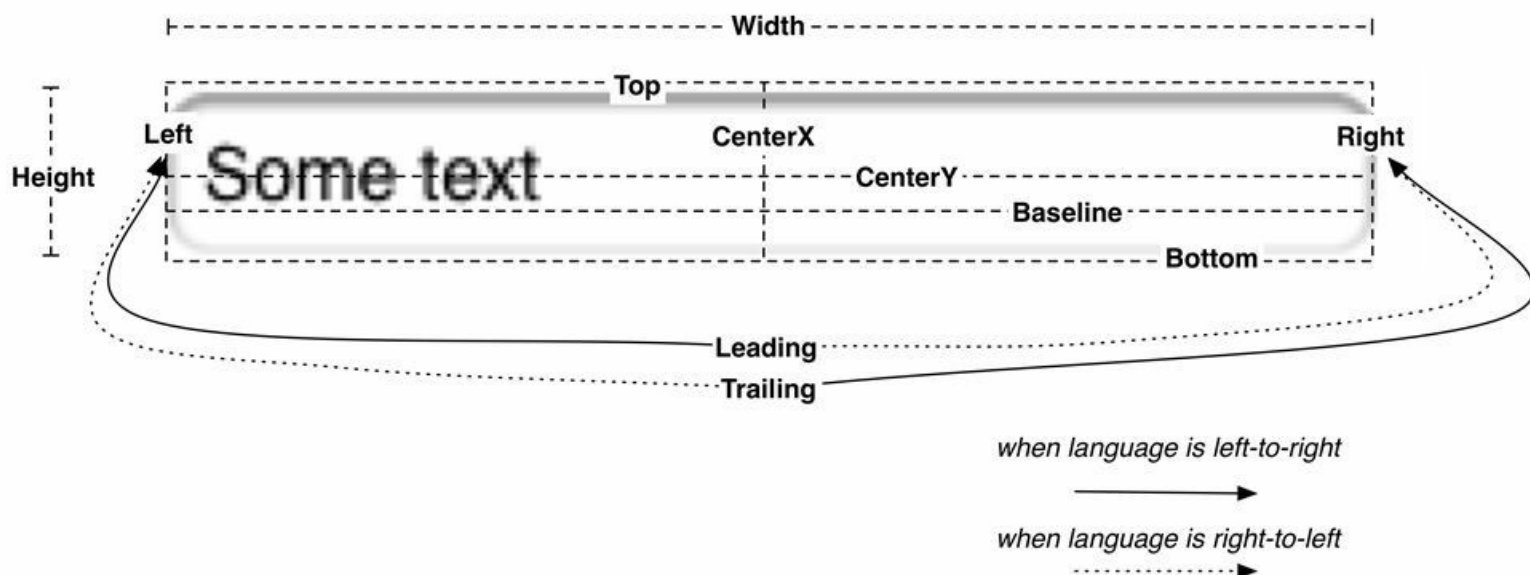 Width
Top
Left
CenterX
Right
Height
Some text
CenterY
Baseline
Bottom
Leading
Trailing
when language is left-to-right
when language is right-to-left